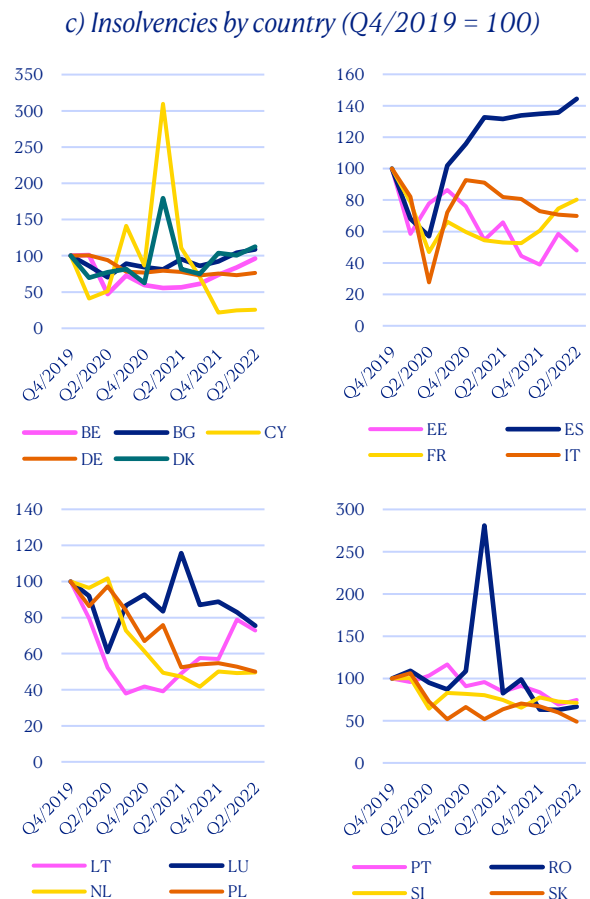 c) Insolvencies by country (Q4/2019 = 100)
350
300
250
200
150
100
50
0
Q4/2019
Q2/2020
Q4/2020
Q2/2021
Q4/2021
Q2/2022
BE BG CY
DE DK
160
140
120
100
80
60
40
20
0
Q4/2019
Q2/2020
Q4/2020
Q2/2021
Q4/2021
Q2/2022
EE ES
FR IT
140
120
100
80
60
40
20
0
Q4/2019
Q2/2020
Q4/2020
Q2/2021
Q4/2021
Q2/2022
LT LU
NL PL
300
250
200
150
100
50
0
Q4/2019
Q2/2020
Q4/2020
Q2/2021
Q4/2021
Q2/2022
PT RO
SI SK